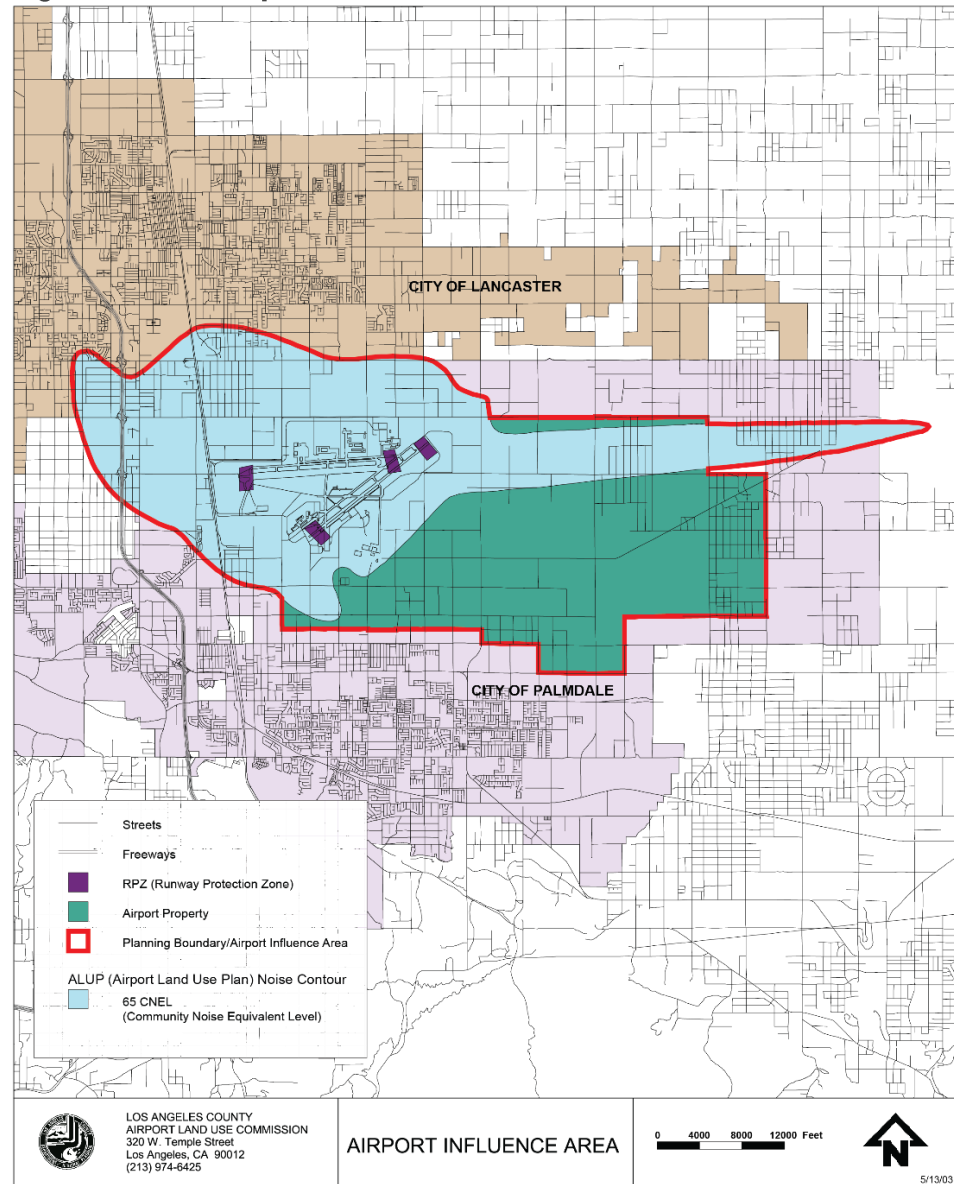 CITY OF LANCASTER
CITY OF PALMDALE
Streets
Freeways
RPZ (Runway Protection Zone)
Airport Property
Planning Boundary/Airport Influence Area
ALUP (Airport Land Use Plan) Noise Contour
65 CNEL
(Community Noise Equivalent Level)
LOS ANGELES COUNTY
AIRPORT LAND USE COMMISSION
320 W. Temple Street
Los Angeles, CA 90012
(213) 974-6425
AIRPORT INFLUENCE AREA
0 4000 8000 12000 Feet
N
5/13/03